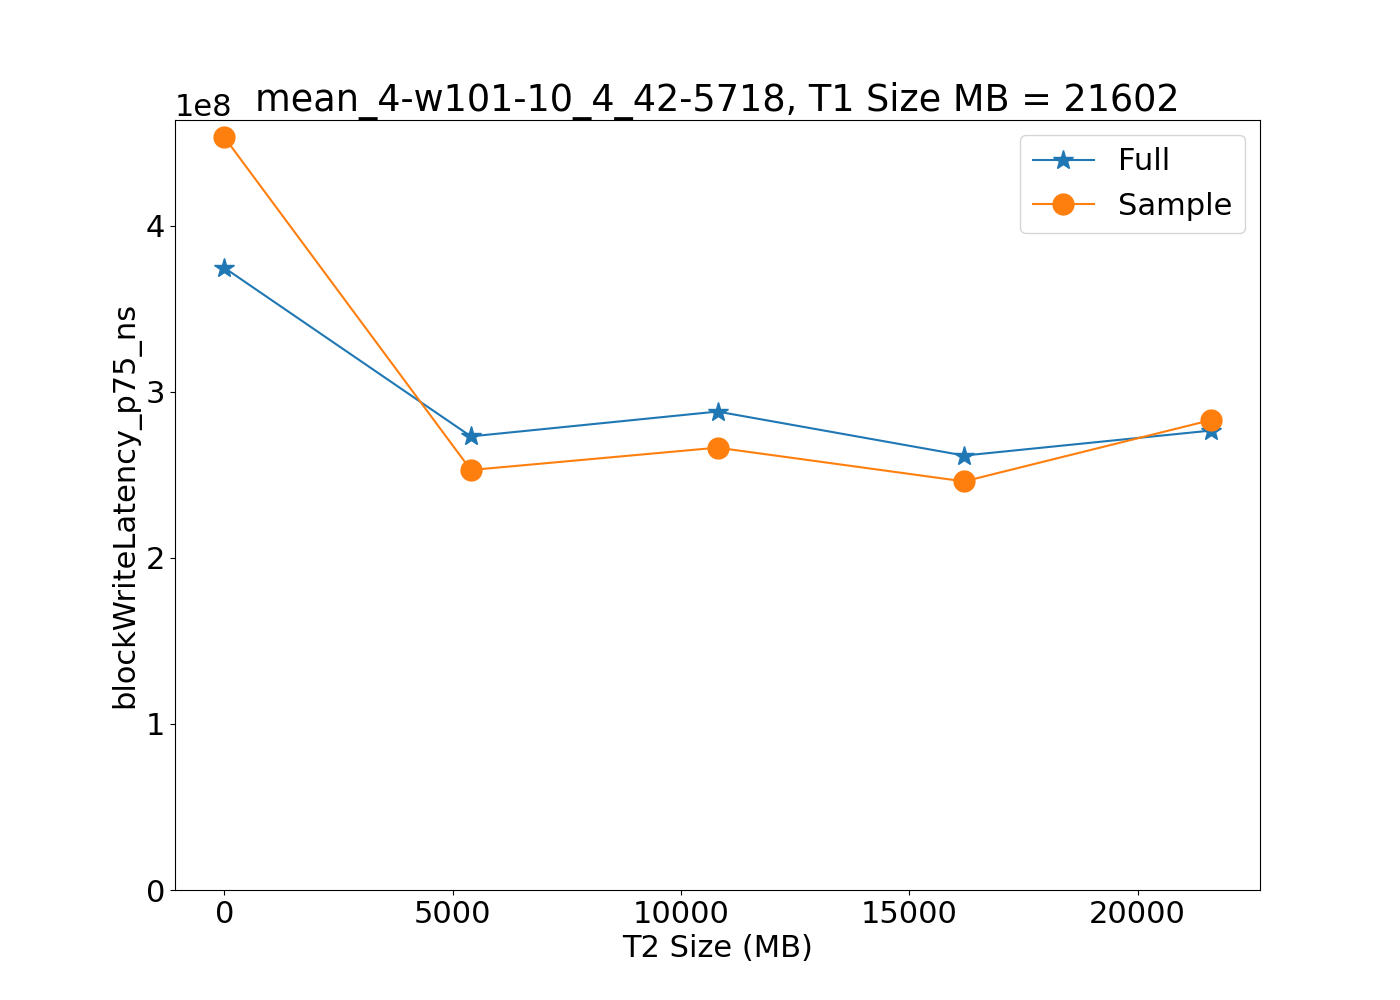 1e8
mean_4-w101-10_4_42-5718, T1 Size MB = 21602
Full
Sample
4
3
2
1
0
blockWriteLatency_p75_ns
0 5000 10000 15000 20000
T2 Size (MB)